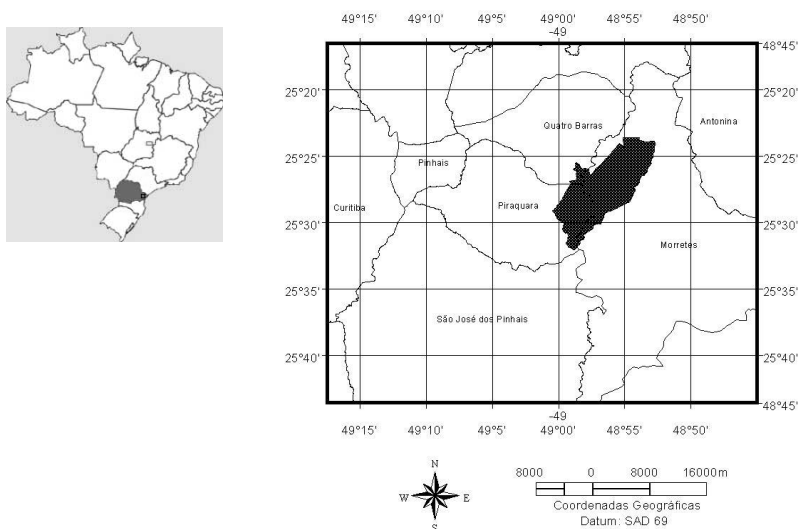 49°15' 49°10' 49°5' 49°00' 48°55' 48°50'
-49
48°45'
25°20' 25°20'
Quatro Barras
Antonina
25°25' 25°25'
Pinhais
Piraquara
Curitiba
25°30' 25°30'
Morretes
25°35' 25°35'
São José dos Pinhais
25°40' 25°40'
48°45'
-49
49°15' 49°10' 49°5' 49°00' 48°55' 48°50'
N
W E
S
8000 0 8000 16000m
Coordenadas Geográficas
Datum: SAD 69